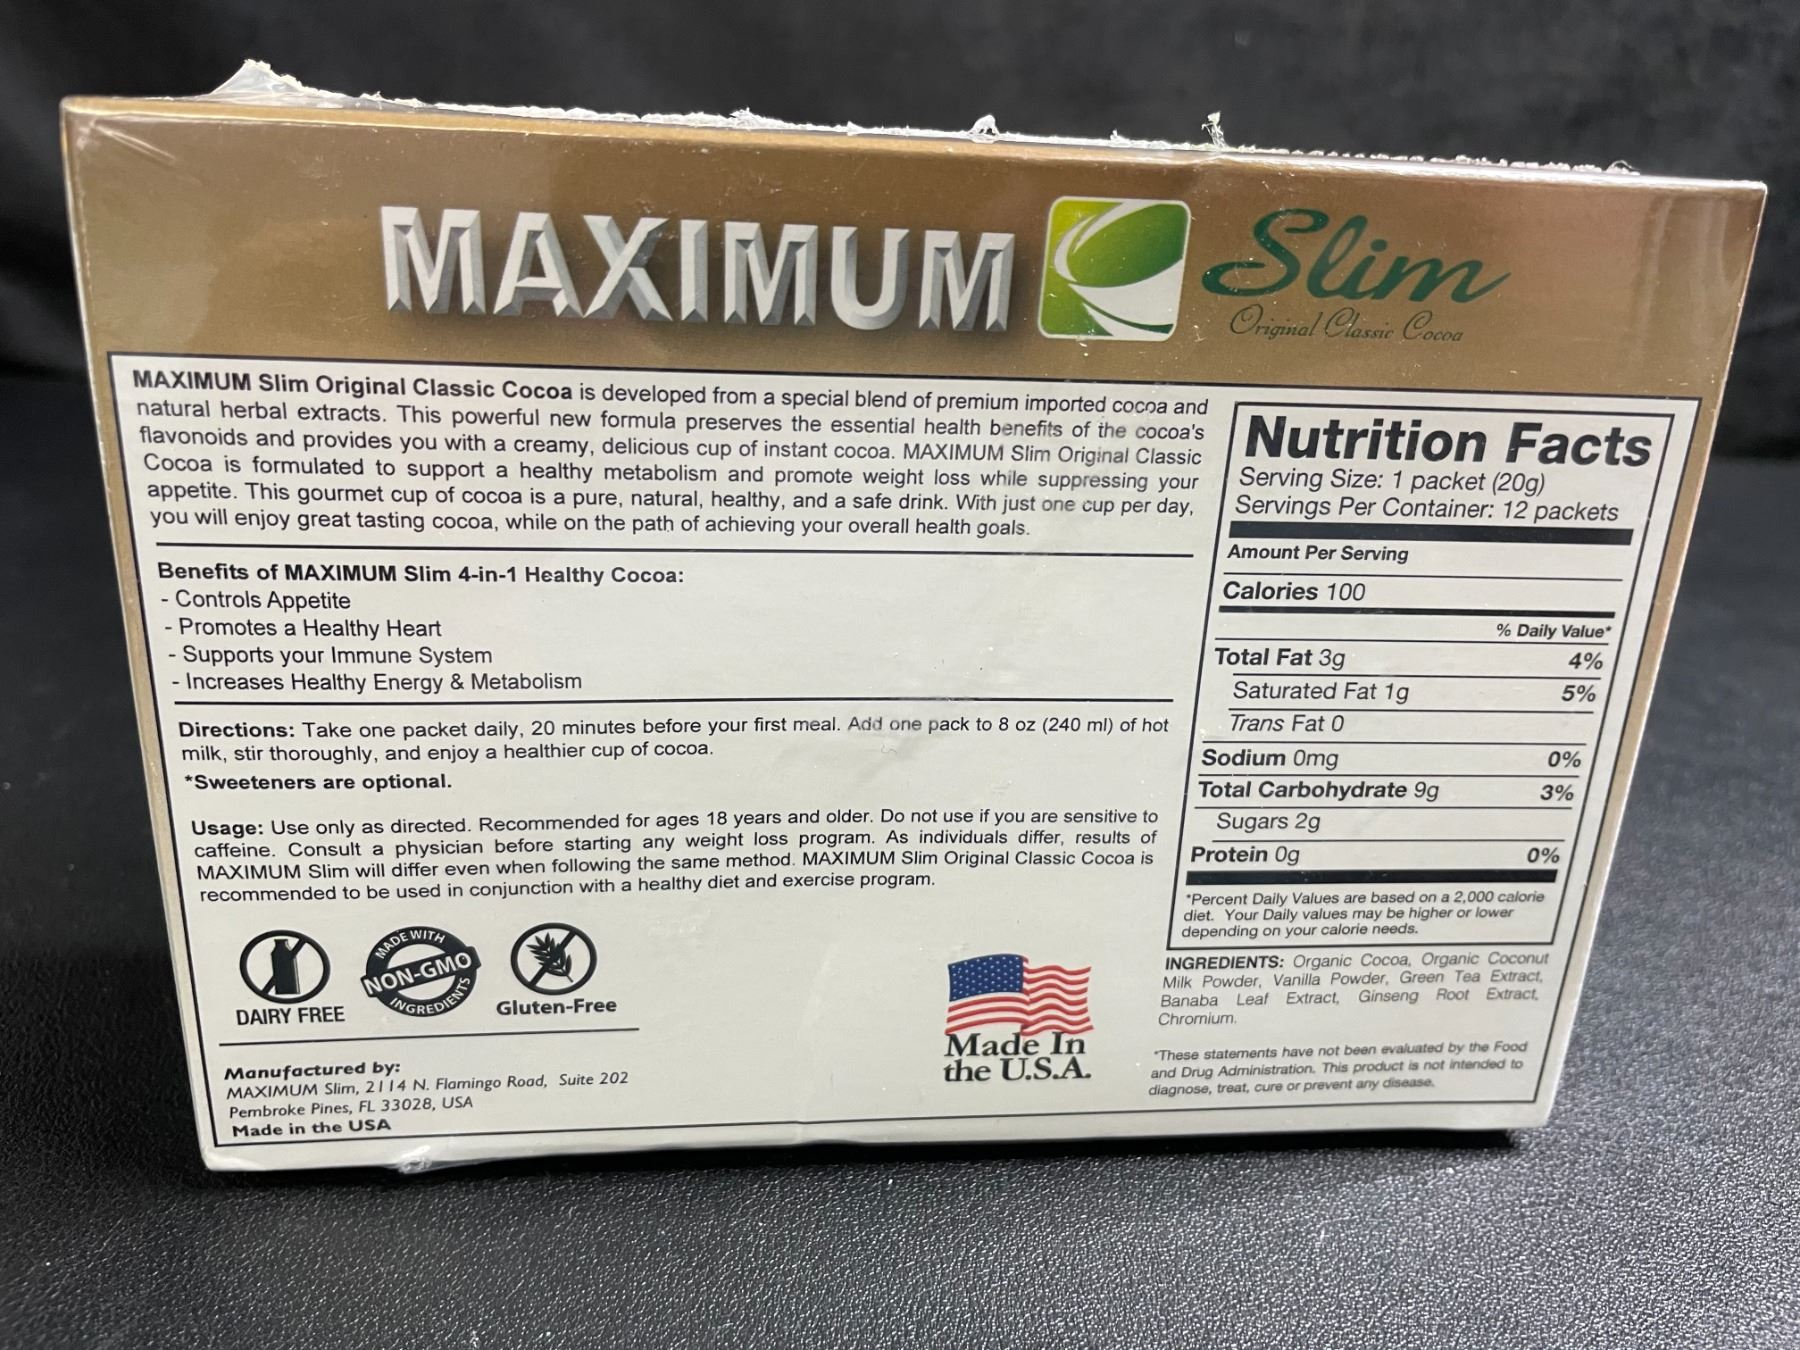 MAXIMUM Slim
Original Classic Cocoa
MAXIMUM Slim Original Classic Cocoa is developed from a special blend of premium imported cocoa and
natural herbal extracts. This powerful new formula preserves the essential health benefits of the cocoa's
flavonoids and provides you with a creamy, delicious cup of instant cocoa. MAXIMUM Slim Original Classic
Cocoa is formulated to support a healthy metabolism and promote weight loss while suppressing your
appetite. This gourmet cup of cocoa is a pure, natural, healthy, and a safe drink. With just one cup per day,
you will enjoy great tasting cocoa, while on the path of achieving your overall health goals.
Benefits of MAXIMUM Slim 4-in-1 Healthy Cocoa:
- Controls Appetite
- Promotes a Healthy Heart
- Supports your Immune System
- Increases Healthy Energy & Metabolism
Directions: Take one packet daily, 20 minutes before your first meal. Add one pack to 8 oz (240 ml) of hot
milk, stir thoroughly, and enjoy a healthier cup of cocoa.
*Sweeteners are optional.
Usage: Use only as directed. Recommended for ages 18 years and older. Do not use if you are sensitive to
caffeine. Consult a physician before starting any weight loss program. As individuals differ, results of
MAXIMUM Slim will differ even when following the same method. MAXIMUM Slim Original Classic Cocoa is
recommended to be used in conjunction with a healthy diet and exercise program.
DAIRY FREE
MADE WITH
NON-GMO
INGREDIENTS
Gluten-Free
Manufactured by:
MAXIMUM Slim, 2114 N. Flamingo Road, Suite 202
Pembroke Pines, FL 33028, USA
Made in the USA
Made In
the U.S.A.
Nutrition Facts
Serving Size: 1 packet (20g)
Servings Per Container: 12 packets
Amount Per Serving
Calories 100
% Daily Value*
Total Fat 3g 4%
Saturated Fat 1g 5%
Trans Fat 0
Sodium 0mg 0%
Total Carbohydrate 9g 3%
Sugars 2g
Protein 0g 0%
*Percent Daily Values are based on a 2,000 calorie
diet. Your Daily values may be higher or lower
depending on your calorie needs.
INGREDIENTS: Organic Cocoa, Organic Coconut
Milk Powder, Vanilla Powder, Green Tea Extract,
Banaba Leaf Extract, Ginseng Root Extract,
Chromium.
*These statements have not been evaluated by the Food
and Drug Administration. This product is not intended to
diagnose, treat, cure or prevent any disease.